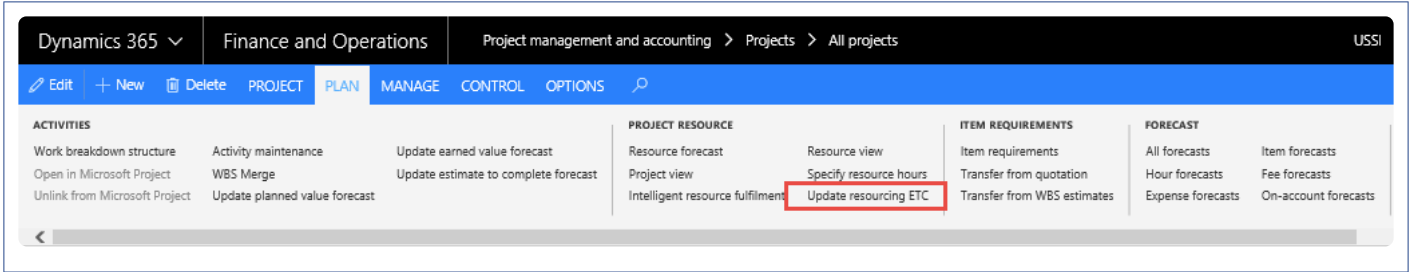 Dynamics 365 Finance and Operations Project management and accounting > Projects > All projects USSI
Edit + New Delete PROJECT PLAN MANAGE CONTROL OPTIONS
ACTIVITIES PROJECT RESOURCE ITEM REQUIREMENTS FORECAST
Work breakdown structure Activity maintenance Update earned value forecast Resource forecast Resource view Item requirements All forecasts Item forecasts
Open in Microsoft Project WBS Merge Update estimate to complete forecast Project view Specify resource hours Transfer from quotation Hour forecasts Fee forecasts
Unlink from Microsoft Project Update planned value forecast Intelligent resource fulfilment Update resourcing ETC Transfer from WBS estimates Expense forecasts On-account forecasts